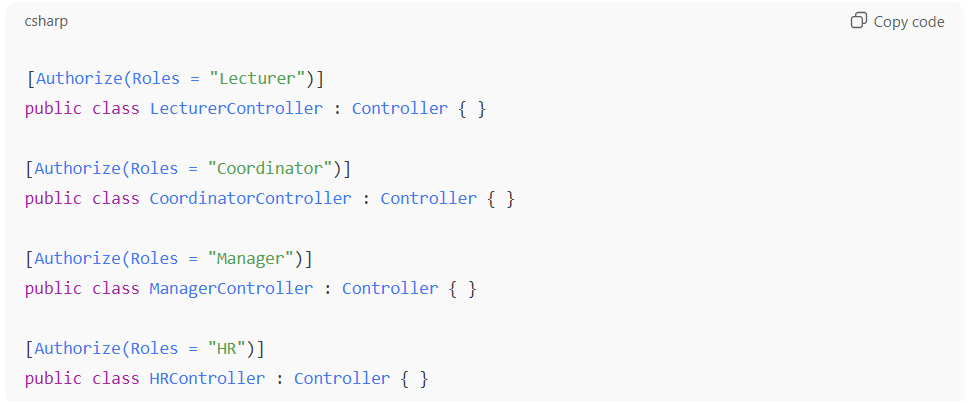 csharp
Copy code
[Authorize(Roles = "Lecturer")]
public class LecturerController : Controller { }
[Authorize(Roles = "Coordinator")]
public class CoordinatorController : Controller { }
[Authorize(Roles = "Manager")]
public class ManagerController : Controller { }
[Authorize(Roles = "HR")]
public class HRController : Controller { }